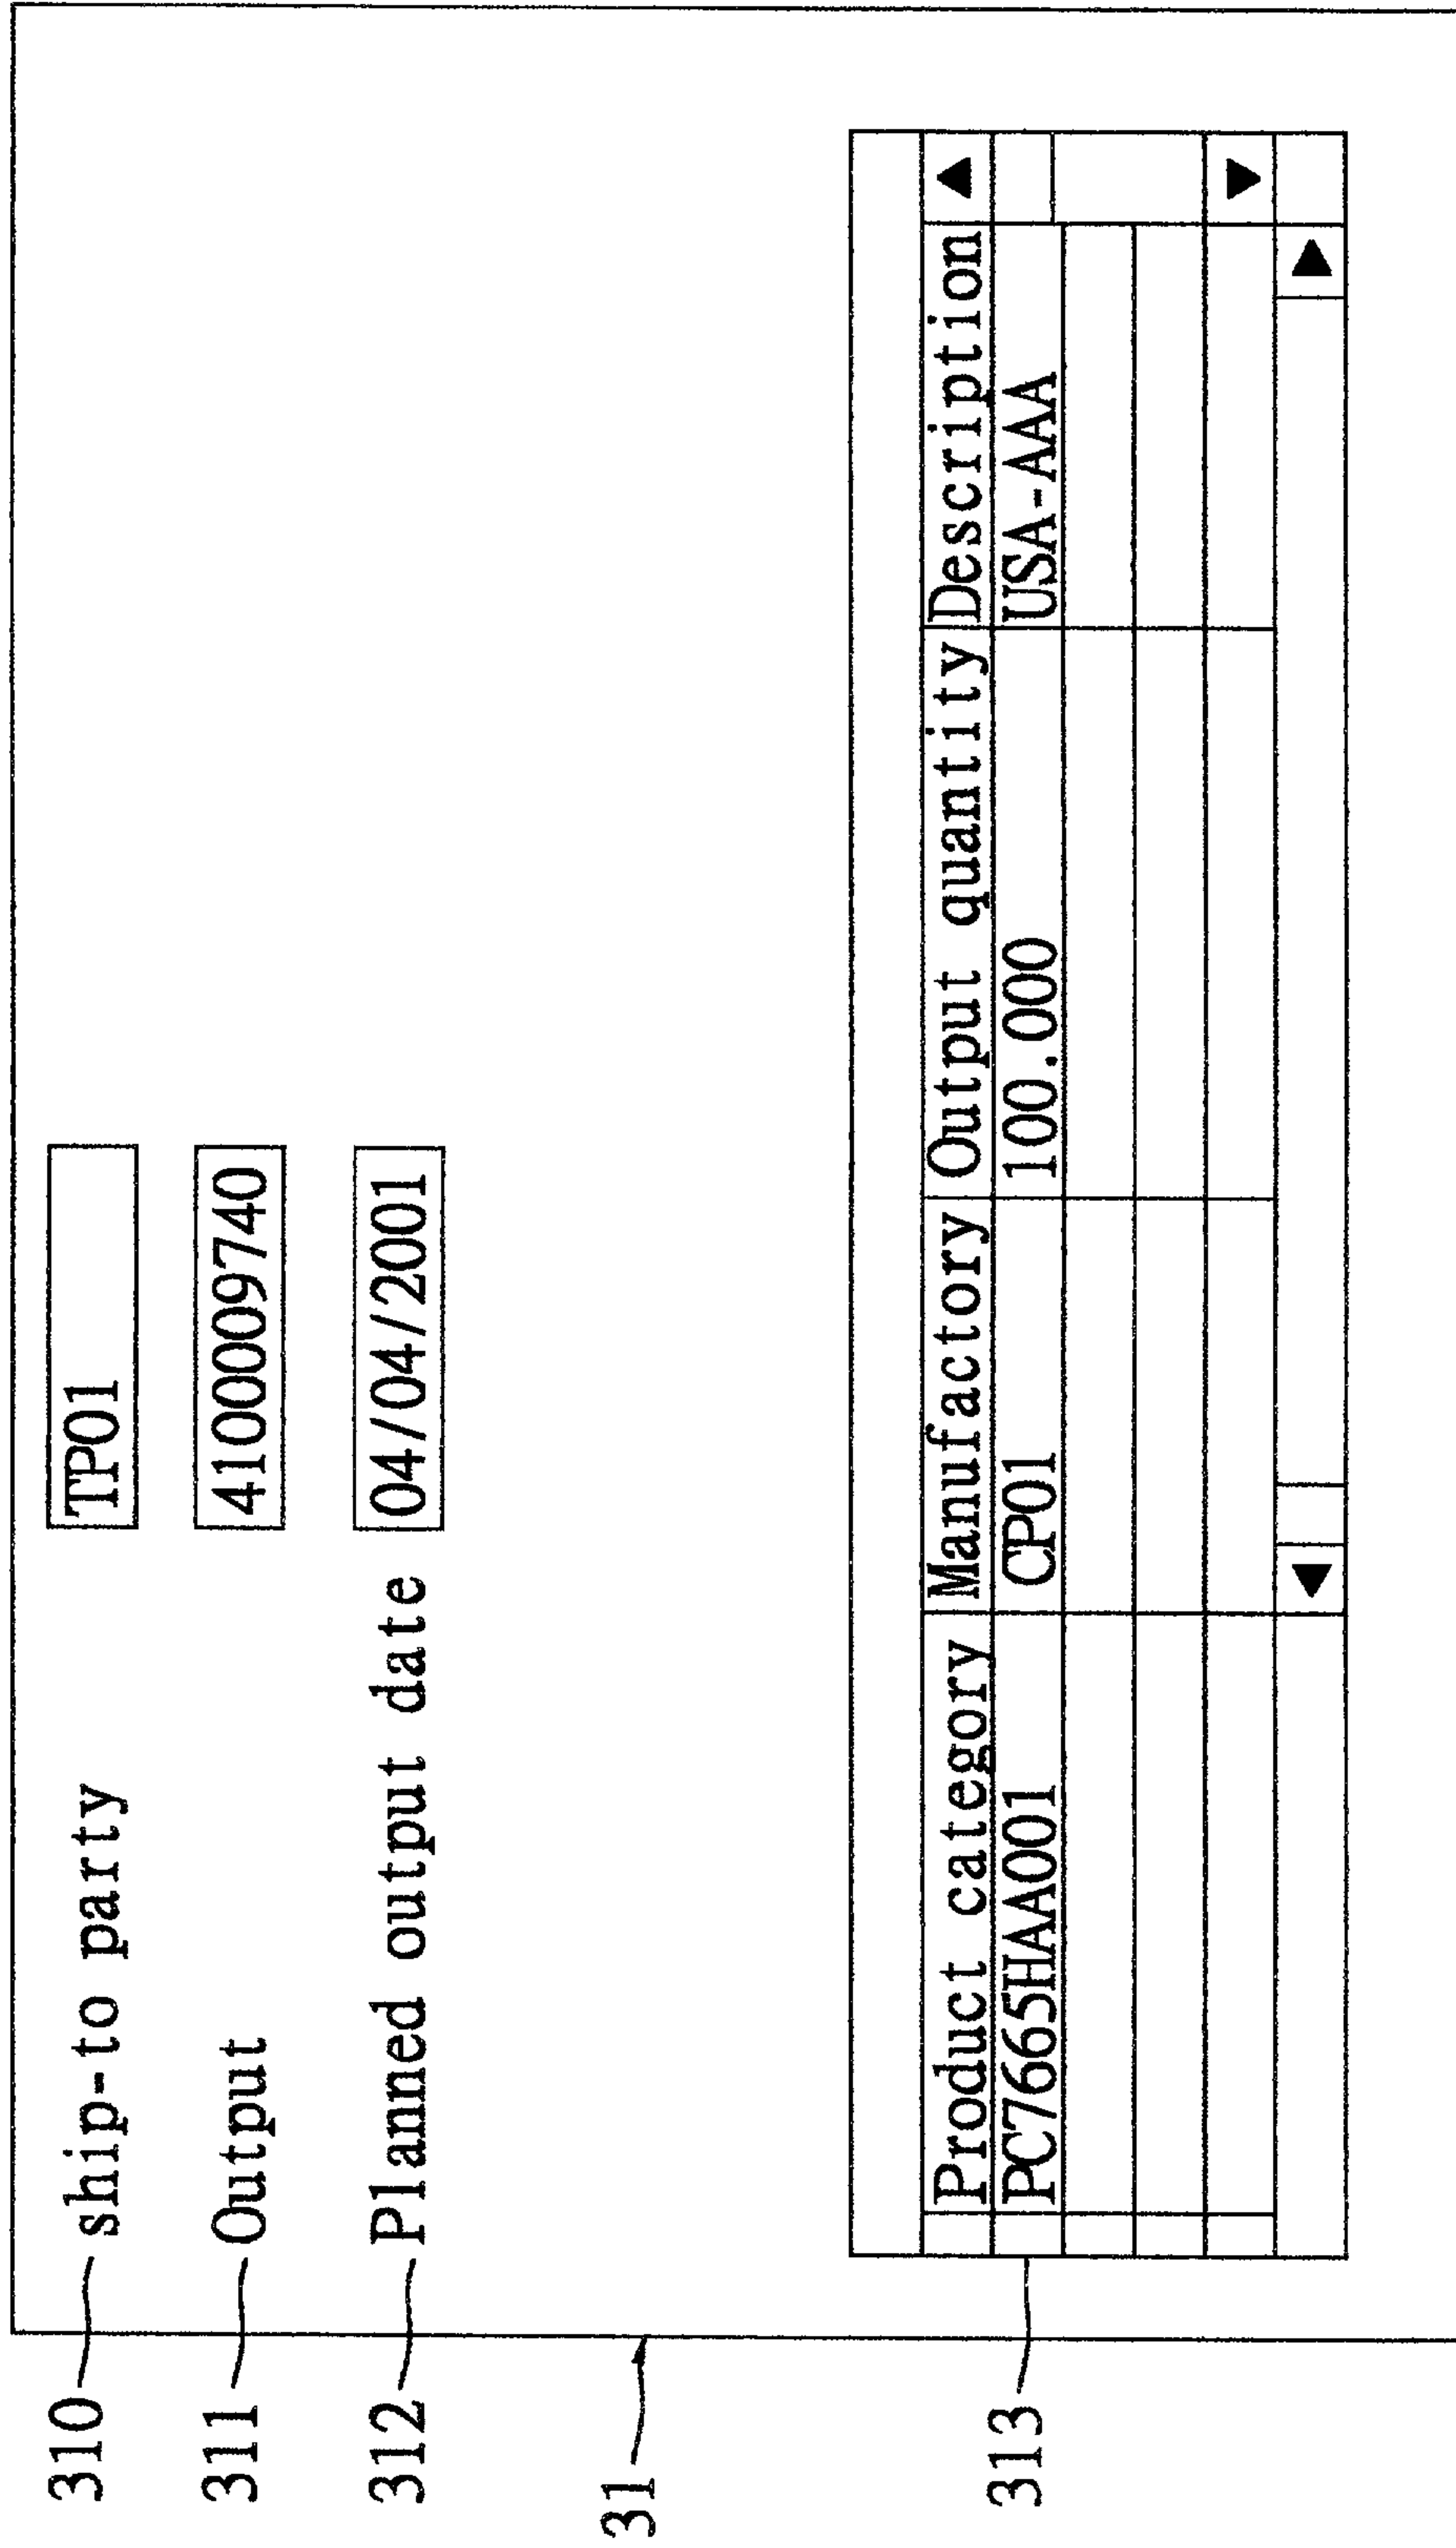 310 ship-to party TP01
311 Output 4100009740
312 Planned output date 04/04/2001
31
Product category Manufactory Output quantity Description
313 PC7665HAA001 CP01 100.000 USA-AAA